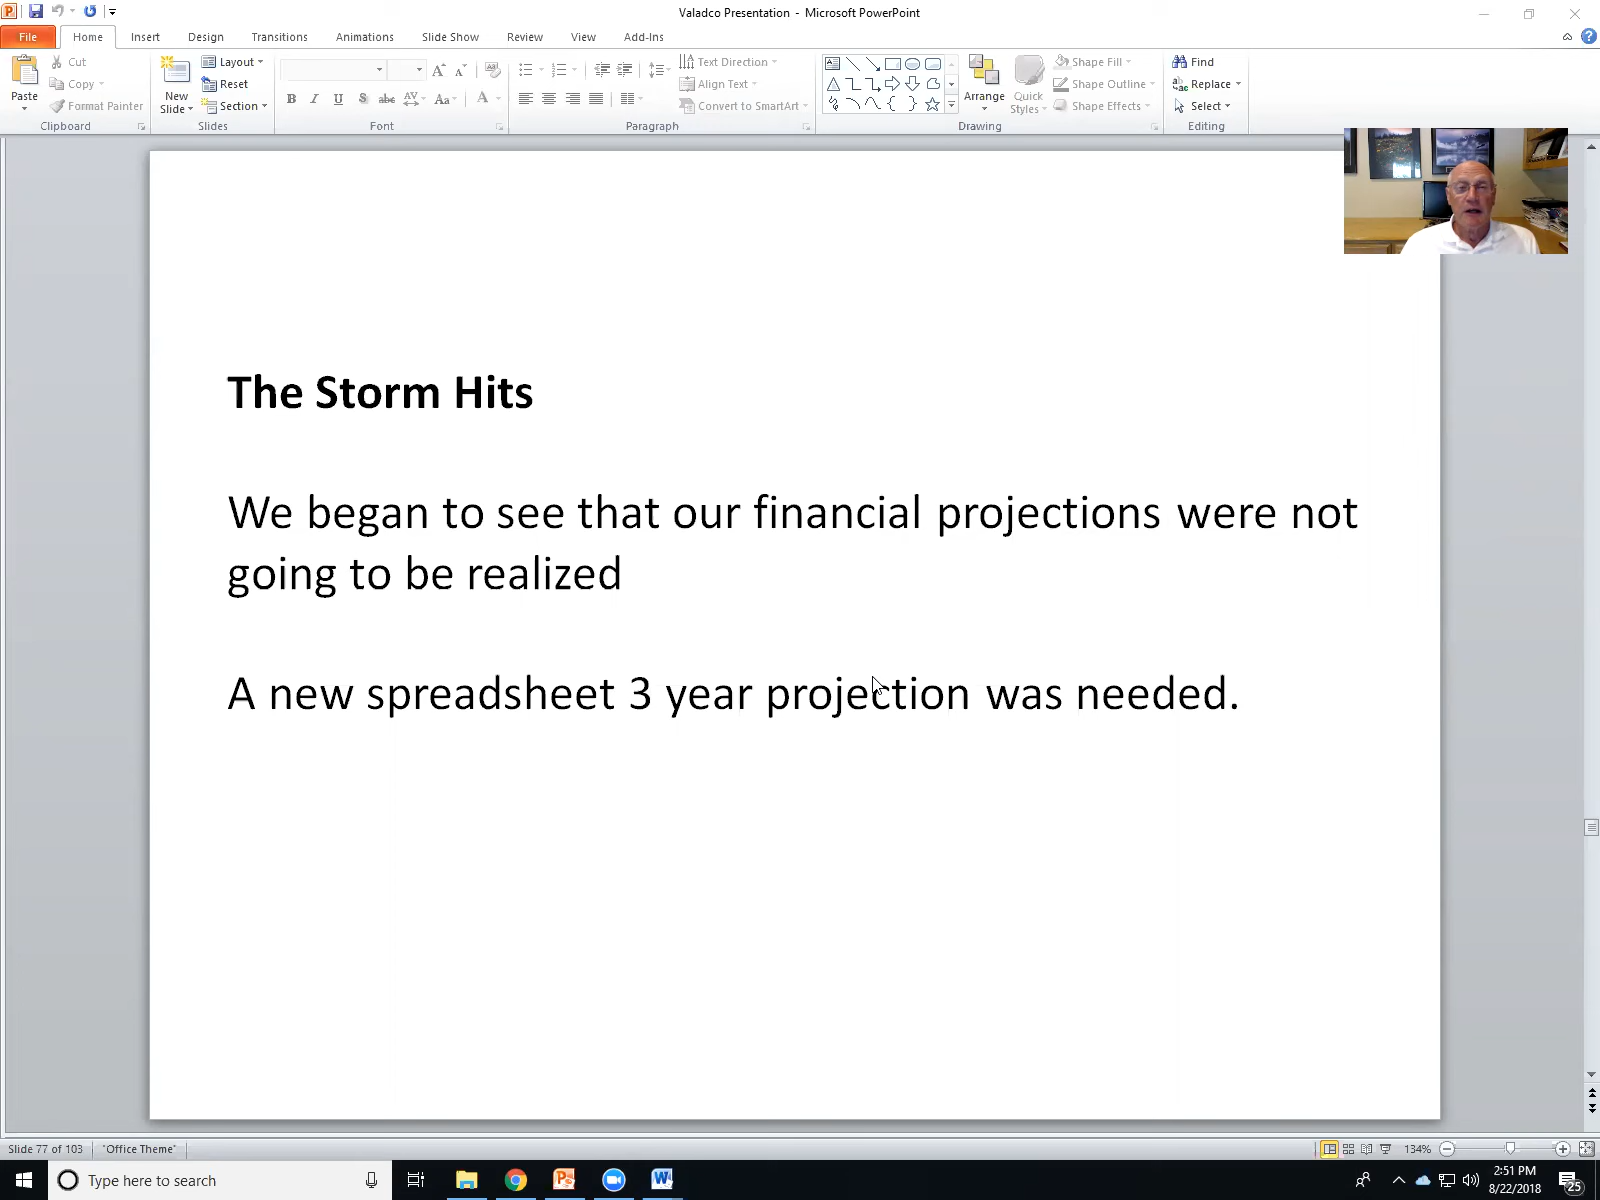 Valadco Presentation - Microsoft PowerPoint
File Home Insert Design Transitions Animations Slide Show Review View Add-Ins
Paste
Cut
Copy
Format Painter
Clipboard
New
Slide
Layout
Reset
Section
Slides
B I U S abc AV Aa A
Font
Text Direction
Align Text
Convert to SmartArt
Paragraph
Arrange
Quick
Styles
Shape Fill
Shape Outline
Shape Effects
Drawing
Find
Replace
Select
Editing
The Storm Hits
We began to see that our financial projections were not
going to be realized
A new spreadsheet 3 year projection was needed.
Slide 77 of 103 "Office Theme" 134%
Type here to search
2:51 PM
8/22/2018
25